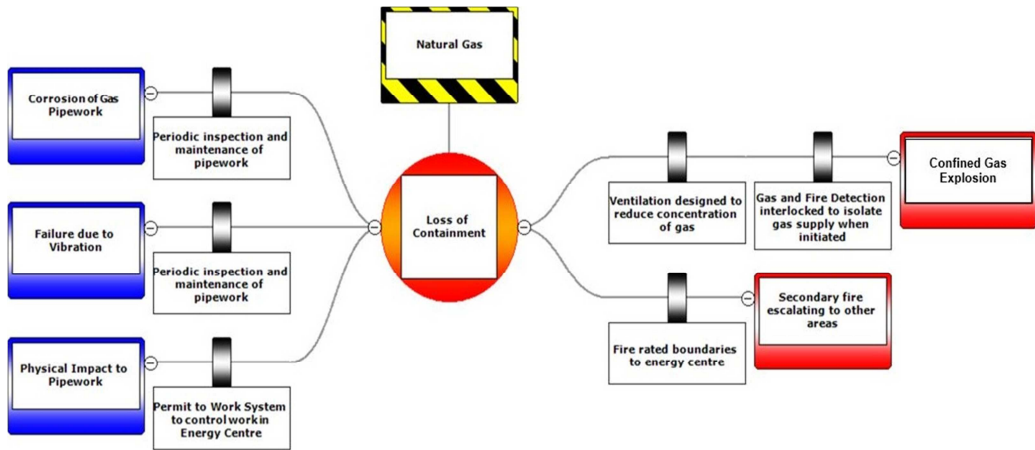 Natural Gas
Corrosion of Gas
Pipework
Periodic inspection and
maintenance of
pipework
Failure due to
Vibration
Periodic inspection and
maintenance of
pipework
Physical Impact to
Pipework
Permit to Work System
to control work in
Energy Centre
Loss of
Containment
Ventilation designed to
reduce concentration
of gas
Gas and Fire Detection
interlocked to isolate
gas supply when
initiated
Confined Gas
Explosion
Fire rated boundaries
to energy centre
Secondary fire
escalating to other
areas